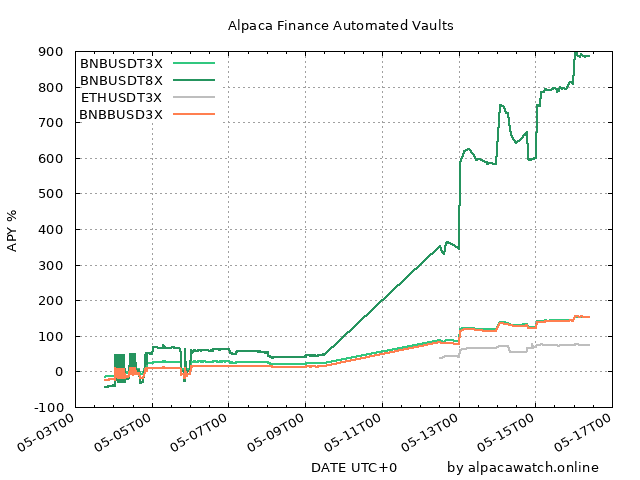 Alpaca Finance Automated Vaults
BNBUSDT3X
BNBUSDT8X
ETHUSDT3X
BNBBUSD3X
900
800
700
600
500
400
300
200
100
0
-100
APY %
05-03T00
05-05T00
05-07T00
05-09T00
05-11T00
05-13T00
05-15T00
05-17T00
DATE UTC+0
by alpacawatch.online